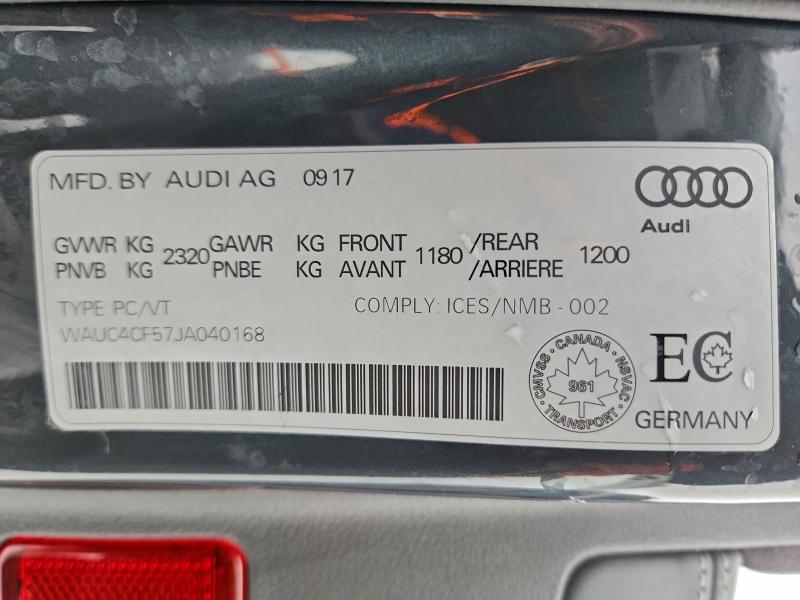 MFD. BY AUDI AG 09 17
Audi
GVWR KG 2320 GAWR KG FRONT 1180 /REAR 1200
PNVB KG PNBE KG AVANT /ARRIERE
TYPE PC/VT COMPLY: ICES/NMB - 002
WAUC4CF57JA040168
CMVSS · CANADA · NSVAC
961
TRANSPORT
EC
GERMANY